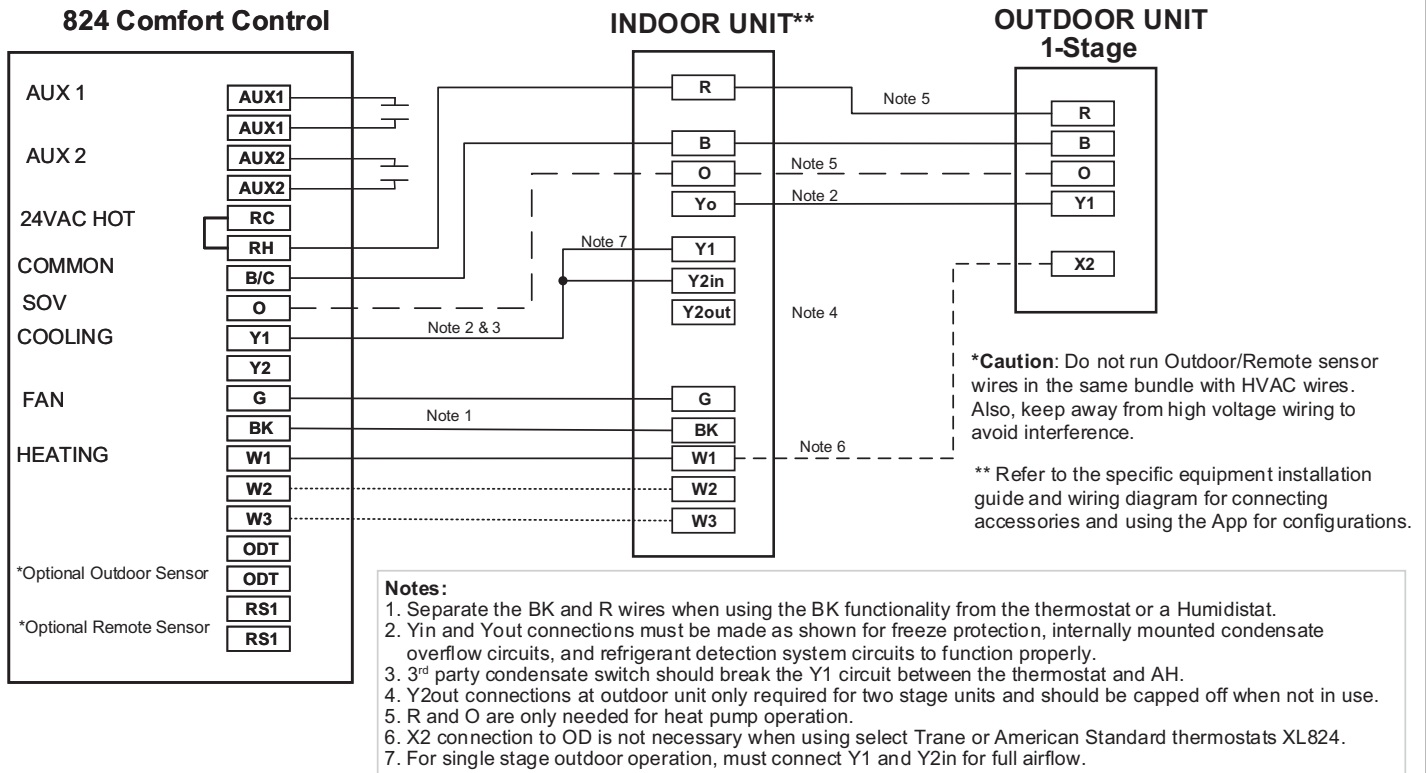 824 Comfort Control
INDOOR UNIT**
OUTDOOR UNIT
1-Stage
AUX 1
AUX1
AUX1
AUX 2
AUX2
AUX2
24VAC HOT
RC
RH
COMMON
B/C
SOV
O
COOLING
Y1
Y2
FAN
G
BK
HEATING
W1
W2
W3
ODT
*Optional Outdoor Sensor
ODT
RS1
*Optional Remote Sensor
RS1
Note 7
Note 2 & 3
Note 1
R
B
O
Yo
Y1
Y2in
Y2out
G
BK
W1
W2
W3
Note 5
Note 5
Note 2
Note 4
Note 6
R
B
O
Y1
X2
*Caution: Do not run Outdoor/Remote sensor
wires in the same bundle with HVAC wires.
Also, keep away from high voltage wiring to
avoid interference.
** Refer to the specific equipment installation
guide and wiring diagram for connecting
accessories and using the App for configurations.
Notes:
1. Separate the BK and R wires when using the BK functionality from the thermostat or a Humidistat.
2. Yin and Yout connections must be made as shown for freeze protection, internally mounted condensate
overflow circuits, and refrigerant detection system circuits to function properly.
3. 3rd party condensate switch should break the Y1 circuit between the thermostat and AH.
4. Y2out connections at outdoor unit only required for two stage units and should be capped off when not in use.
5. R and O are only needed for heat pump operation.
6. X2 connection to OD is not necessary when using select Trane or American Standard thermostats XL824.
7. For single stage outdoor operation, must connect Y1 and Y2in for full airflow.